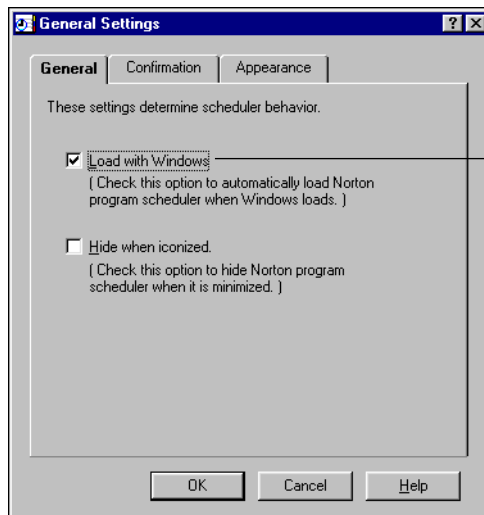 General Settings
General
Confirmation
Appearance
These settings determine scheduler behavior.
Load with Windows
( Check this option to automatically load Norton
program scheduler when Windows loads. )
Hide when iconized.
( Check this option to hide Norton program
scheduler when it is minimized. )
OK
Cancel
Help